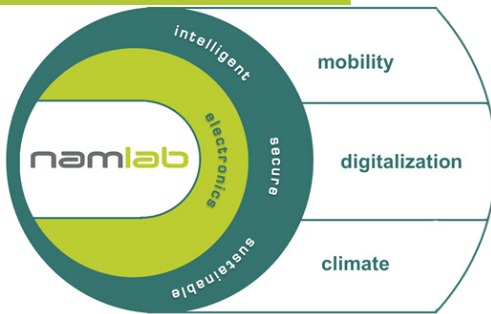 intelligent
mobility
electronics
namlab
secure
digitalization
sustainable
climate